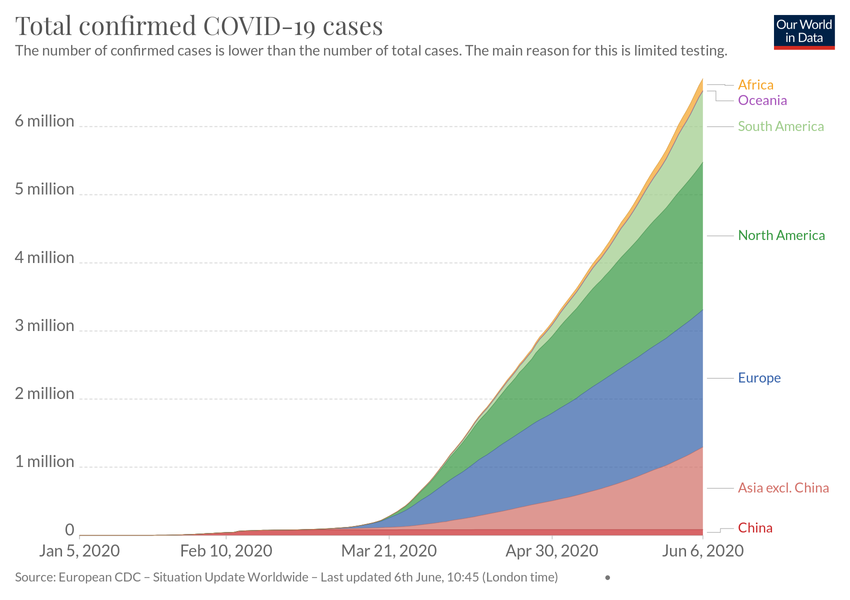 Total confirmed COVID-19 cases
Our World
in Data
The number of confirmed cases is lower than the number of total cases. The main reason for this is limited testing.
Africa
Oceania
6 million
South America
5 million
North America
4 million
3 million
Europe
2 million
1 million
Asia excl. China
China
0
Jan 5, 2020 Feb 10, 2020 Mar 21, 2020 Apr 30, 2020 Jun 6, 2020
Source: European CDC – Situation Update Worldwide – Last updated 6th June, 10:45 (London time) •